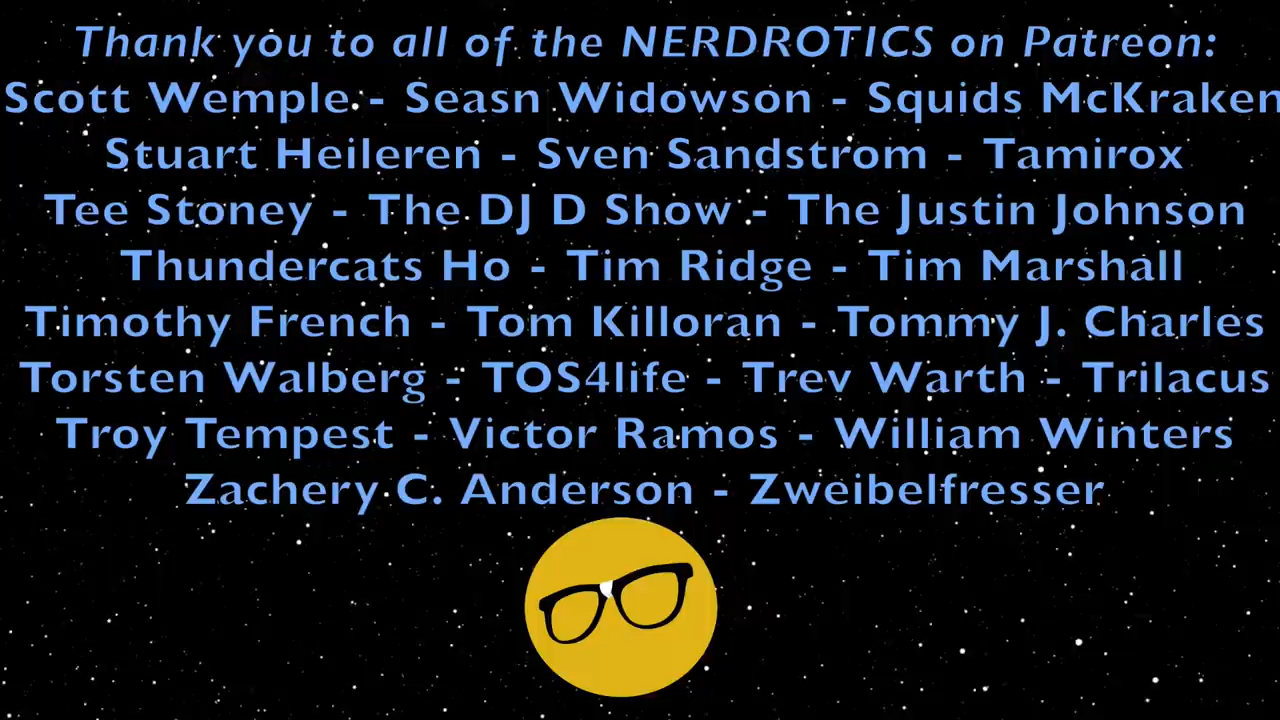 Thank you to all of the NERDROTICS on Patreon:
Scott Wemple - Seasn Widowson - Squids McKraken
Stuart Heileren - Sven Sandstrom - Tamirox
Tee Stoney - The DJ D Show - The Justin Johnson
Thundercats Ho - Tim Ridge - Tim Marshall
Timothy French - Tom Killoran - Tommy J. Charles
Torsten Walberg - TOS4life - Trev Warth - Trilacus
Troy Tempest - Victor Ramos - William Winters
Zachery C. Anderson - Zweibelfresser